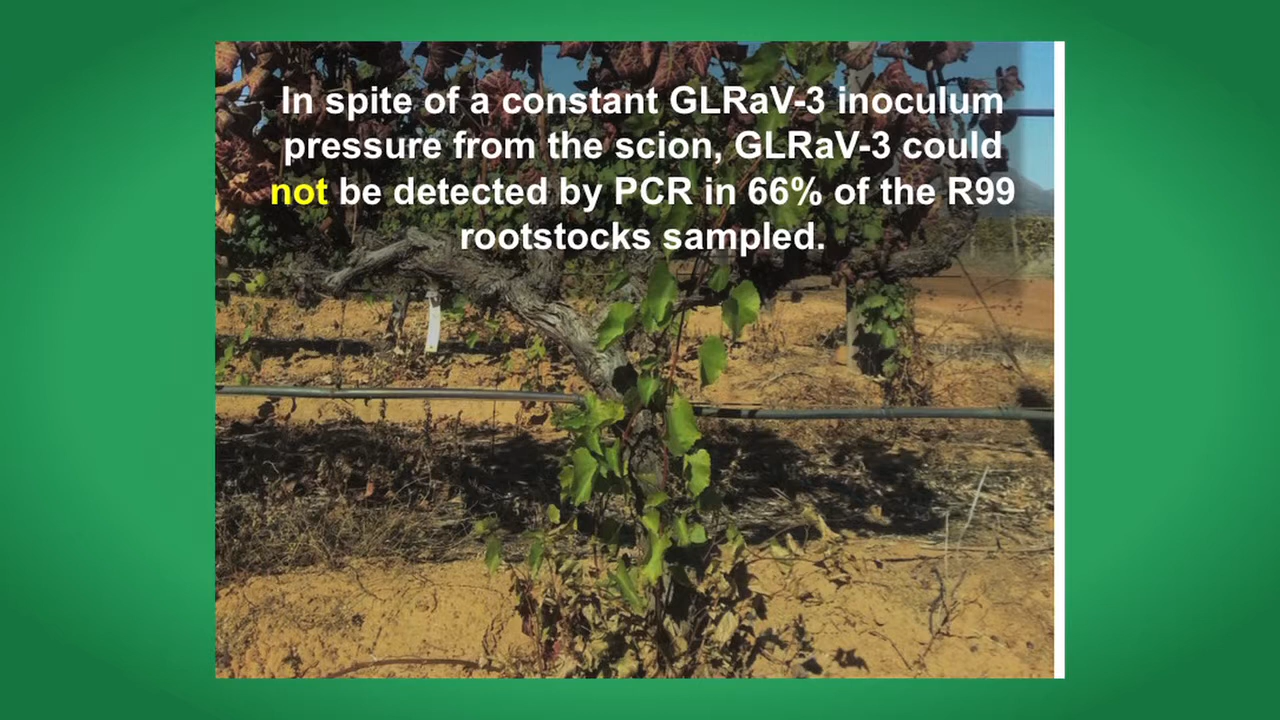 In spite of a constant GLRaV-3 inoculum
pressure from the scion, GLRaV-3 could
not be detected by PCR in 66% of the R99
rootstocks sampled.